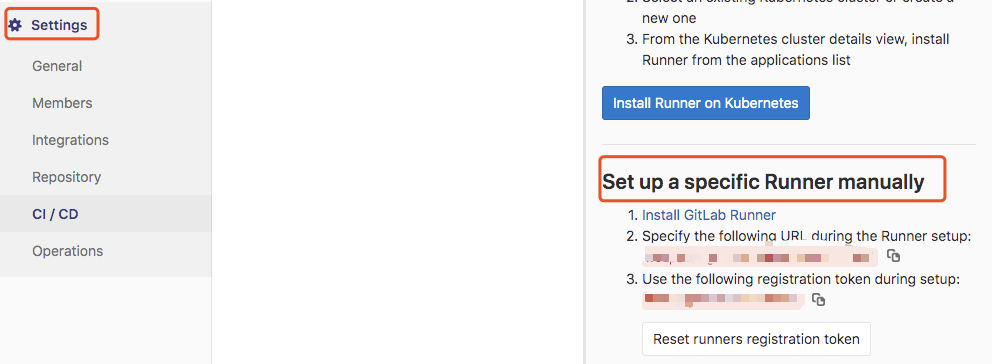 Settings
General
Members
Integrations
Repository
CI / CD
Operations
new one
3. From the Kubernetes cluster details view, install
Runner from the applications list
Install Runner on Kubernetes
Set up a specific Runner manually
1. Install GitLab Runner
2. Specify the following URL during the Runner setup:
3. Use the following registration token during setup:
Reset runners registration token